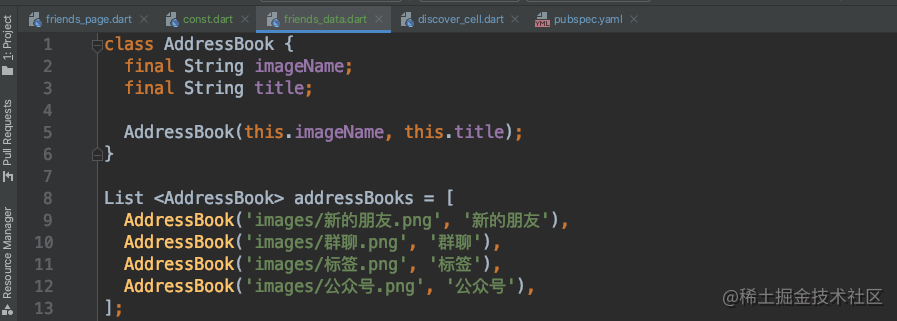 friends_page.dart const.dart friends_data.dart discover_cell.dart pubspec.yaml
1: Project
Pull Requests
Resource Manager
1 class AddressBook {
2   final String imageName;
3   final String title;
4
5   AddressBook(this.imageName, this.title);
6 }
7
8 List <AddressBook> addressBooks = [
9   AddressBook('images/新的朋友.png', '新的朋友'),
10   AddressBook('images/群聊.png', '群聊'),
11   AddressBook('images/标签.png', '标签'),
12   AddressBook('images/公众号.png', '公众号'),
13 ];
@稀土掘金技术社区